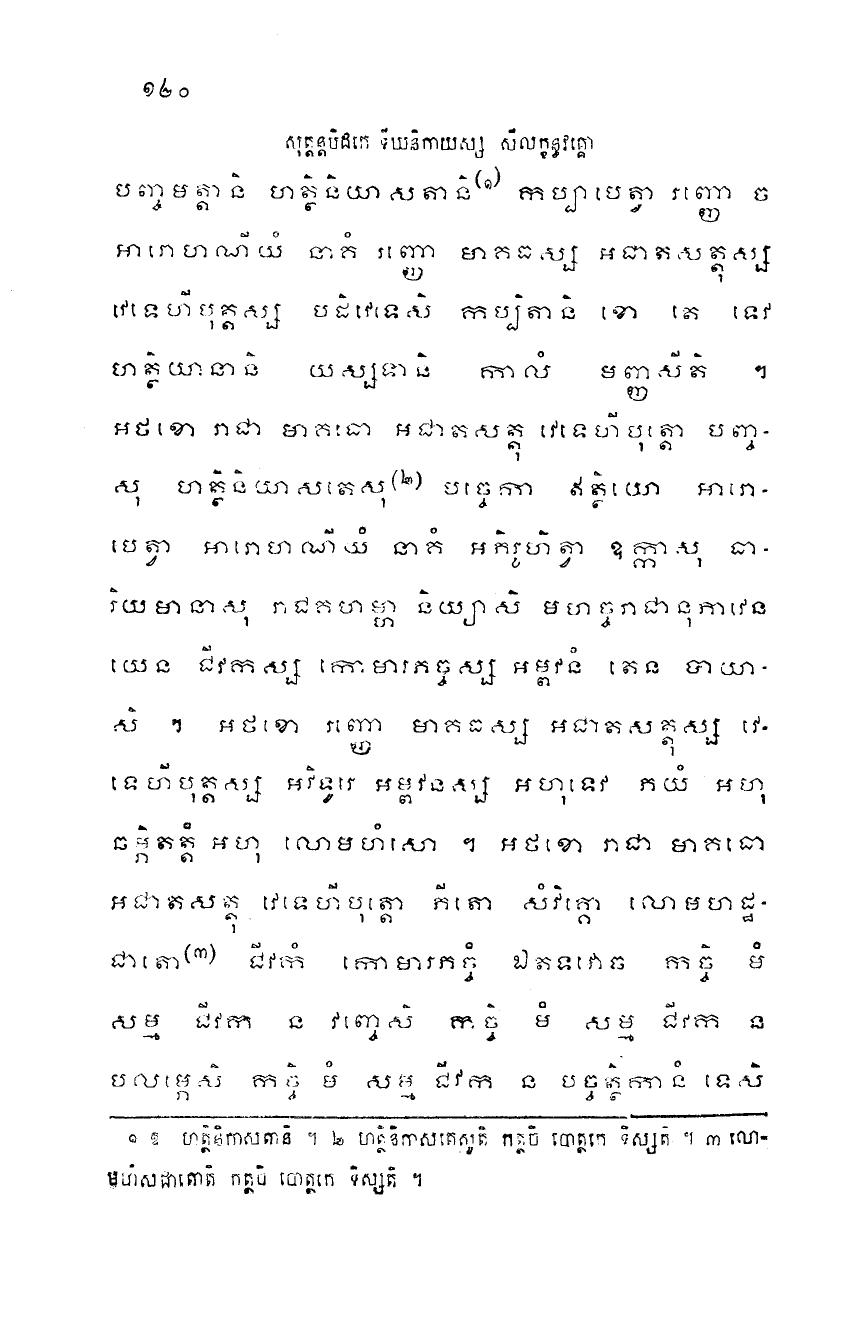 ១៤០
សុត្តន្តបិដកេ ទីឃនិកាយស្ស សីលក្ខន្ធវគ្គោ
បញ្ចមត្តានិ ហត្ថិនិយាសតានិ(១) កប្បាបេត្វា រញ្ញោ ច
អារោហណីយំ នាគំ រញ្ញោ មាគធស្ស អជាតសត្តុស្ស
វេទេហីបុត្តស្ស បដិវេទេសិ កប្បិតានិ ខោ តេ ទេវ
ហត្ថិយានានិ យស្សទានិ កាលំ មញ្ញសីតិ ។
អថខោ រាជា មាគធោ អជាតសត្តុ វេទេហីបុត្តោ បញ្ច-
សុ ហត្ថិនិយាសតេសុ(២) បច្ចេកា ឥត្ថិយោ អារោ-
បេត្វា អារោហណីយំ នាគំ អភិរូហិត្វា ឧក្កាសុ ធា-
រិយមានាសុ រាជគហម្ហា និយ្យាសិ មហច្ចរាជានុភាវេន
យេន ជីវកស្ស កោមារភច្ចស្ស អម្ពវនំ តេន បាយា-
សិ ។ អថខោ រញ្ញោ មាគធស្ស អជាតសត្តុស្ស វេ-
ទេហីបុត្តស្ស អវិទូរេ អម្ពវនស្ស អហុទេវ ភយំ អហុ
ឆម្ភិតត្តំ អហុ លោមហំសោ ។ អថខោ រាជា មាគធោ
អជាតសត្តុ វេទេហីបុត្តោ ភីតោ សំវិគ្គោ លោមហដ្ឋ-
ជាតោ(៣) ជីវកំ កោមារភច្ចំ ឯតទវោច កច្ចិ មំ
សម្ម ជីវក ន វញ្ចេសិ កច្ចិ មំ សម្ម ជីវក ន
បលម្ភេសិ កច្ចិ មំ សម្ម ជីវក ន បច្ចត្ថិកានំ ទេសិ
១ ឱ ហត្ថិនិកាសតានិ ។ ២ ហត្ថិនិកាសតេសូតិ កត្ថចិ បោត្ថកេ ទិស្សតិ ។ ៣ លោ-
មហំសជាតោតិ កត្ថចិ បោត្ថកេ ទិស្សតិ ។